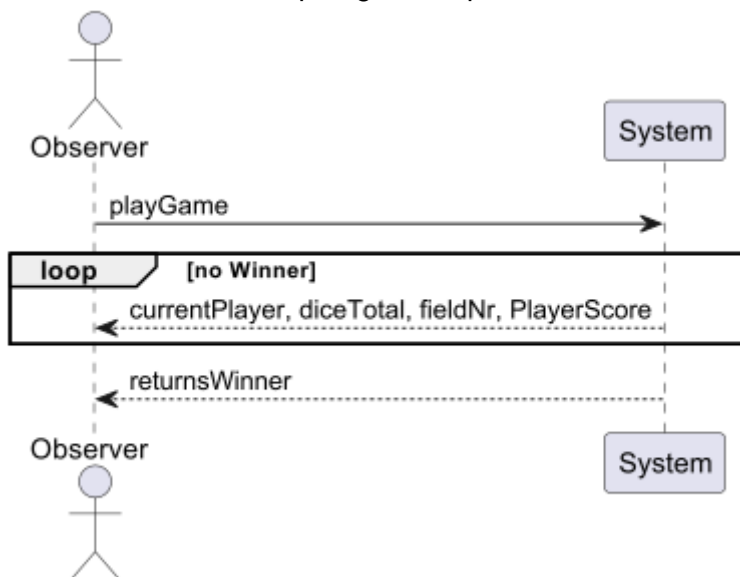 Observer
System
playGame
loop [no Winner]
currentPlayer, diceTotal, fieldNr, PlayerScore
returnsWinner
Observer
System